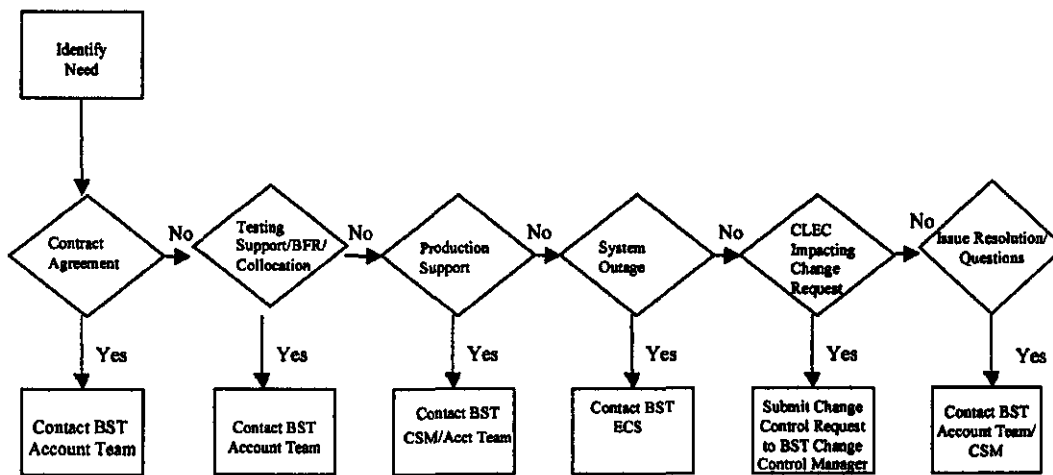 Identify
Need
Contract
Agreement
No
Testing
Support/BFR/
Collocation
No
Production
Support
No
System
Outage
No
CLEC
Impacting
Change
Request
No
Issue Resolution/
Questions
Yes
Yes
Yes
Yes
Yes
Yes
Contact BST
Account Team
Contact BST
Account Team
Contact BST
CSM/Acct Team
Contact BST
ECS
Submit Change
Control Request
to BST Change
Control Manager
Contact BST
Account Team/
CSM